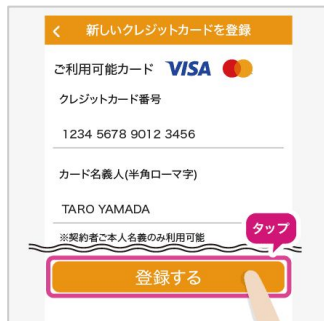 新しいクレジットカードを登録
ご利用可能カード VISA
クレジットカード番号
1234 5678 9012 3456
カード名義人(半角ローマ字)
TARO YAMADA
※契約者ご本人名義のみ利用可能
タップ
登録する